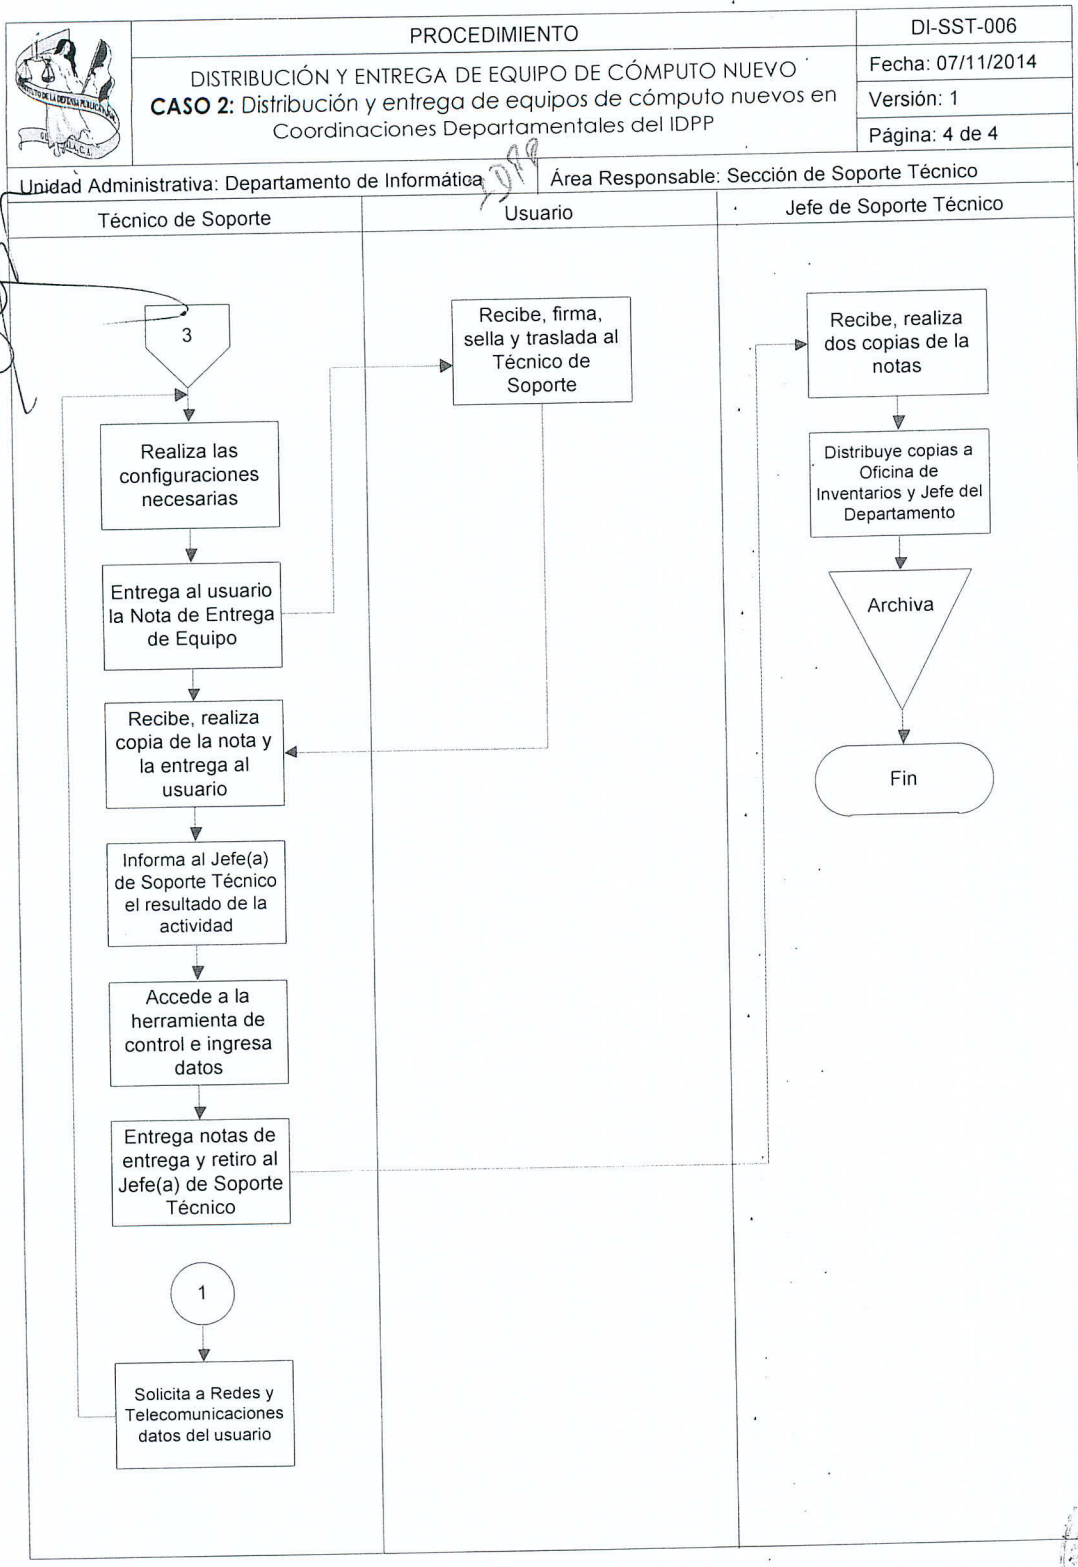 PROCEDIMIENTO
DISTRIBUCIÓN Y ENTREGA DE EQUIPO DE CÓMPUTO NUEVO
CASO 2: Distribución y entrega de equipos de cómputo nuevos en
Coordinaciones Departamentales del IDPP
DI-SST-006
Fecha: 07/11/2014
Versión: 1
Página: 4 de 4
Unidad Administrativa: Departamento de Informática
Área Responsable: Sección de Soporte Técnico
Técnico de Soporte
Usuario
Jefe de Soporte Técnico
3
Realiza las
configuraciones
necesarias
Entrega al usuario
la Nota de Entrega
de Equipo
Recibe, realiza
copia de la nota y
la entrega al
usuario
Informa al Jefe(a)
de Soporte Técnico
el resultado de la
actividad
Accede a la
herramienta de
control e ingresa
datos
Entrega notas de
entrega y retiro al
Jefe(a) de Soporte
Técnico
1
Solicita a Redes y
Telecomunicaciones
datos del usuario
Recibe, firma,
sella y traslada al
Técnico de
Soporte
Recibe, realiza
dos copias de la
notas
Distribuye copias a
Oficina de
Inventarios y Jefe del
Departamento
Archiva
Fin